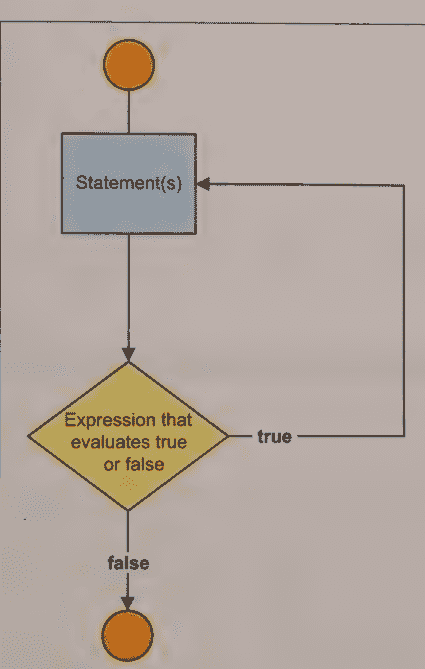 Statement(s)
Expression that
evaluates true
or false
true
false